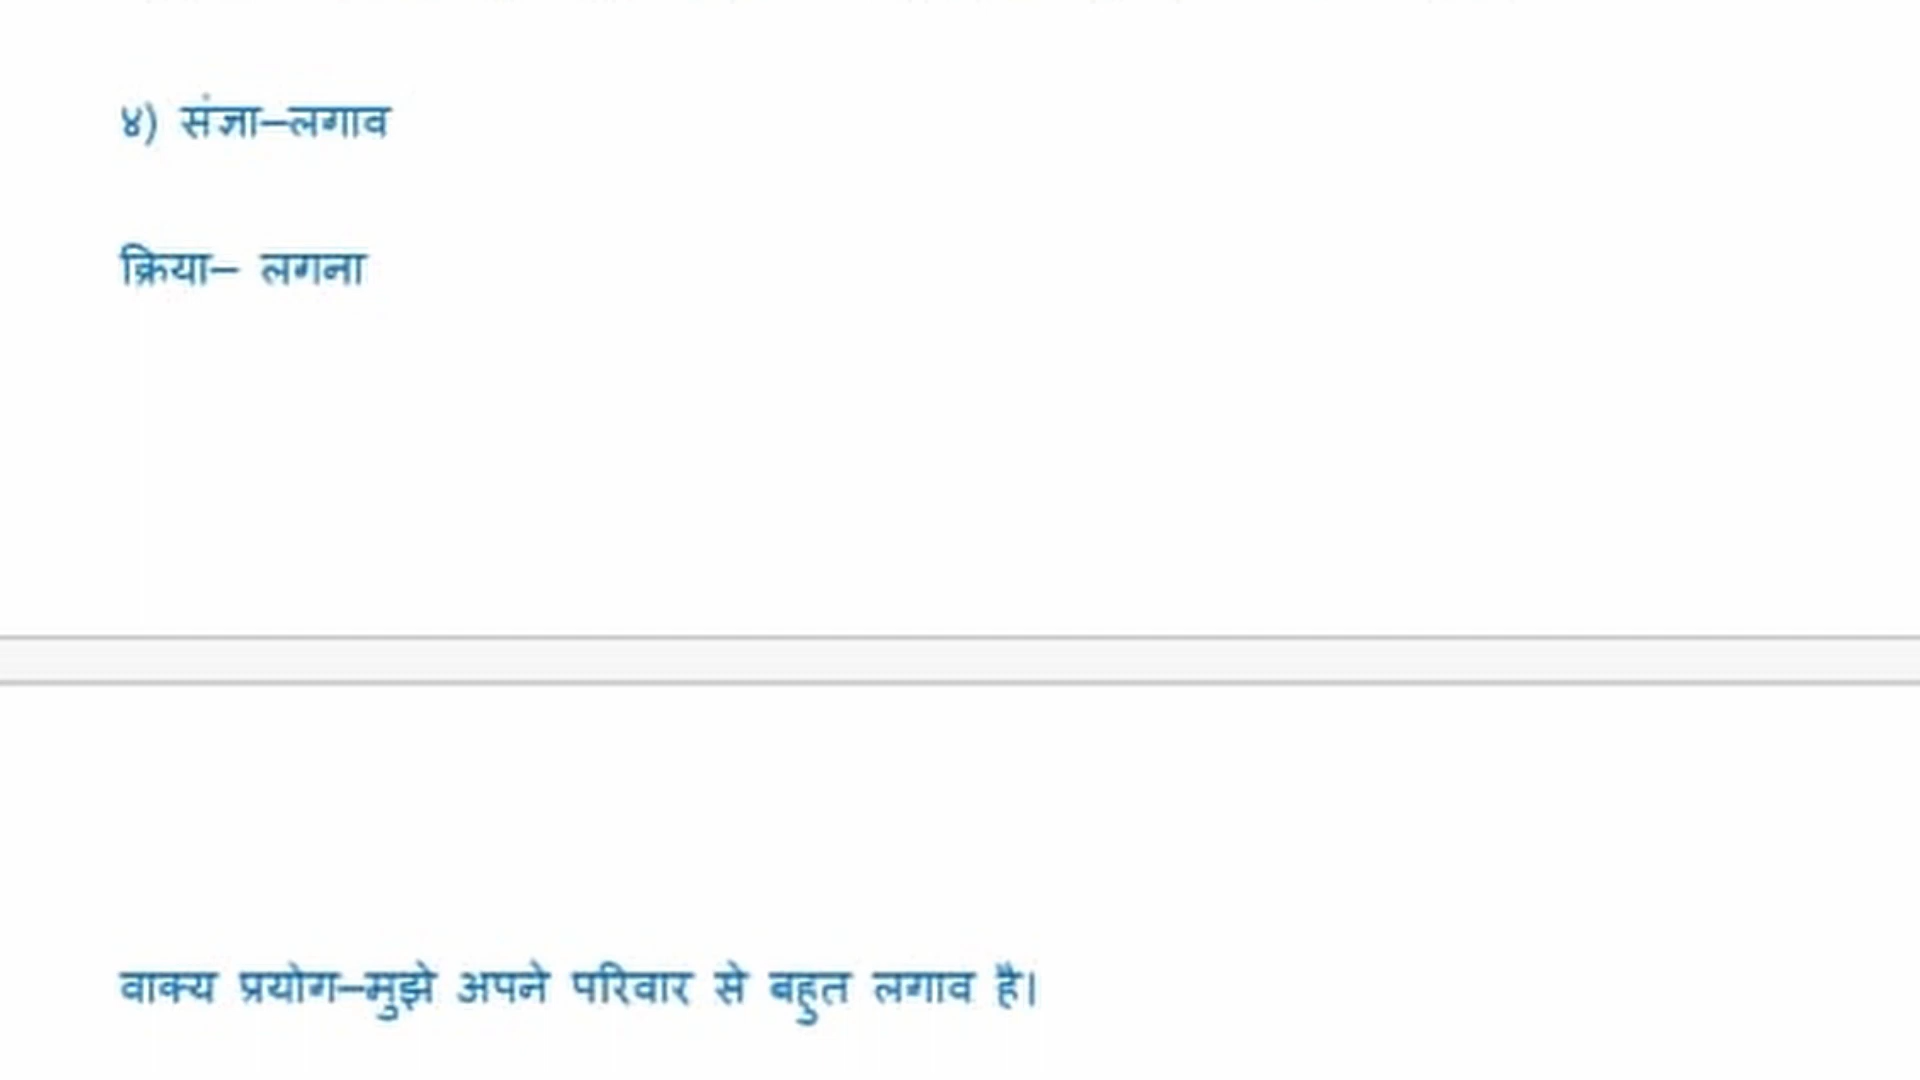 ४) संज्ञा–लगाव
क्रिया– लगना
वाक्य प्रयोग–मुझे अपने परिवार से बहुत लगाव है।